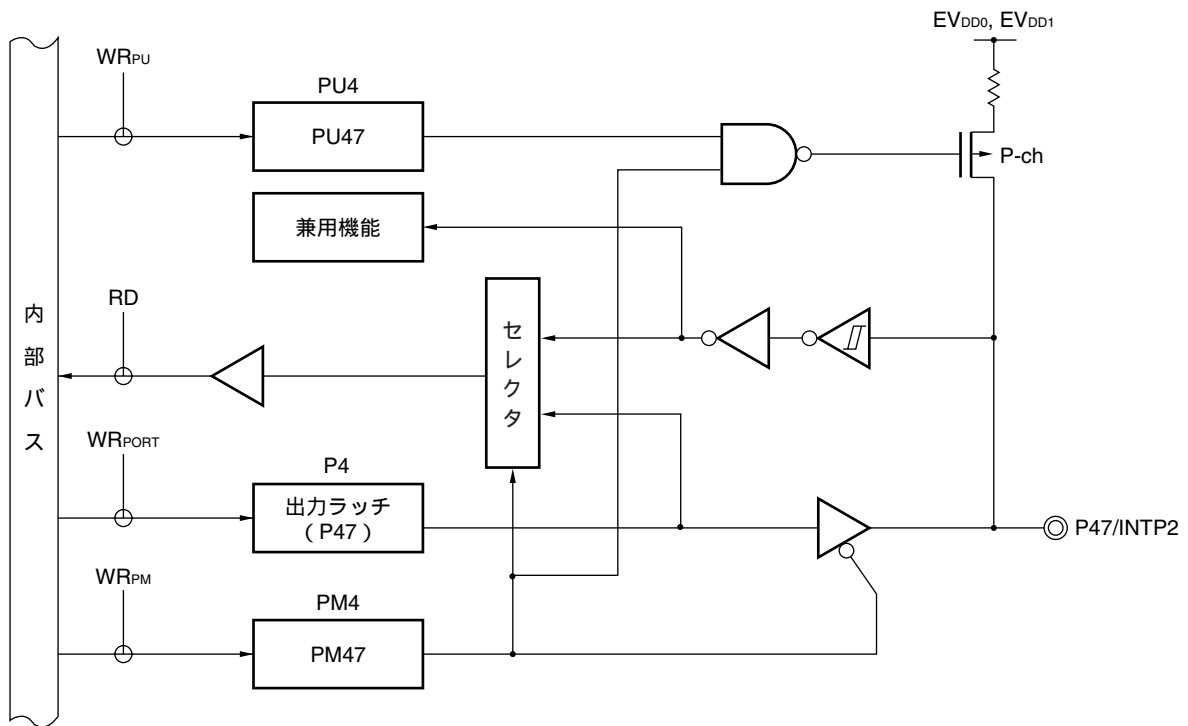 EVDD0, EVDD1
WRPU
PU4
PU47
P-ch
兼用機能
RD
セレクタ
内部バス
WRPORT
P4
出力ラッチ
( P47 )
P47/INTP2
WRPM
PM4
PM47